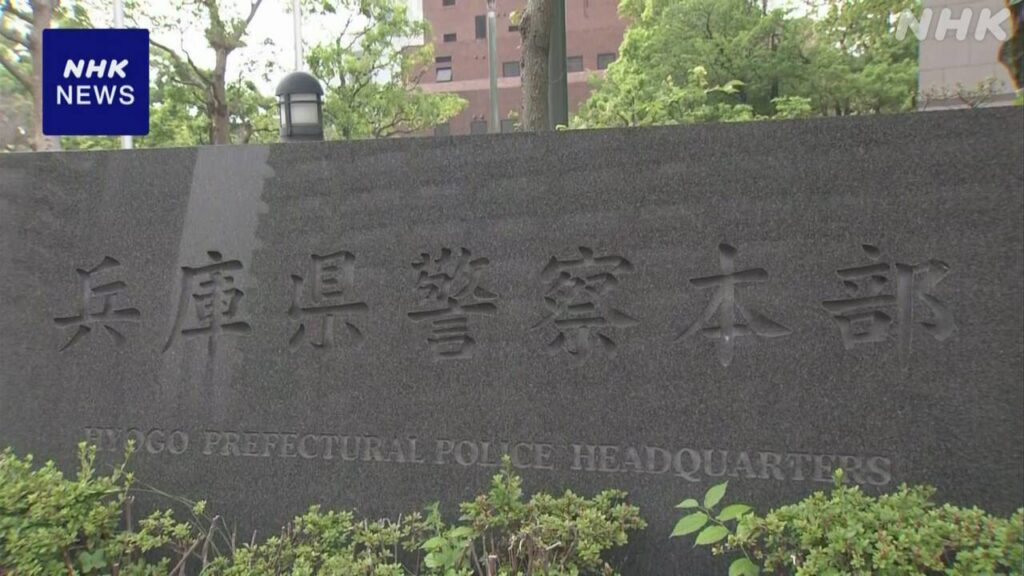 NHK
NHK
NEWS
兵庫県警察本部
HYOGO PREFECTURAL POLICE HEADQUARTERS